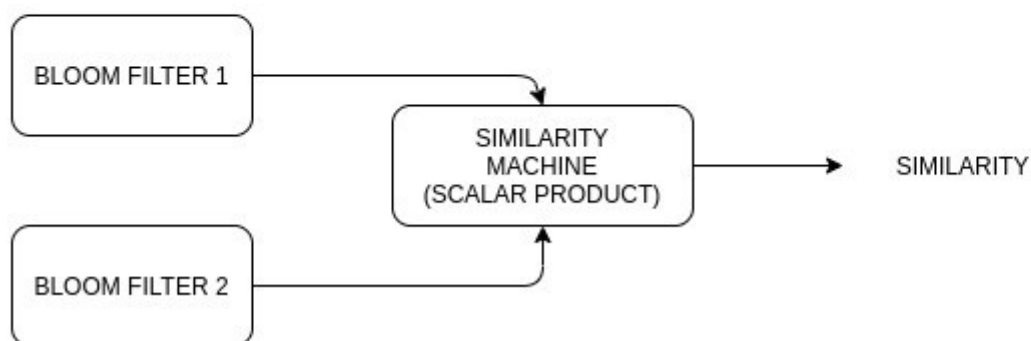 BLOOM FILTER 1
SIMILARITY
MACHINE
(SCALAR PRODUCT)
SIMILARITY
BLOOM FILTER 2